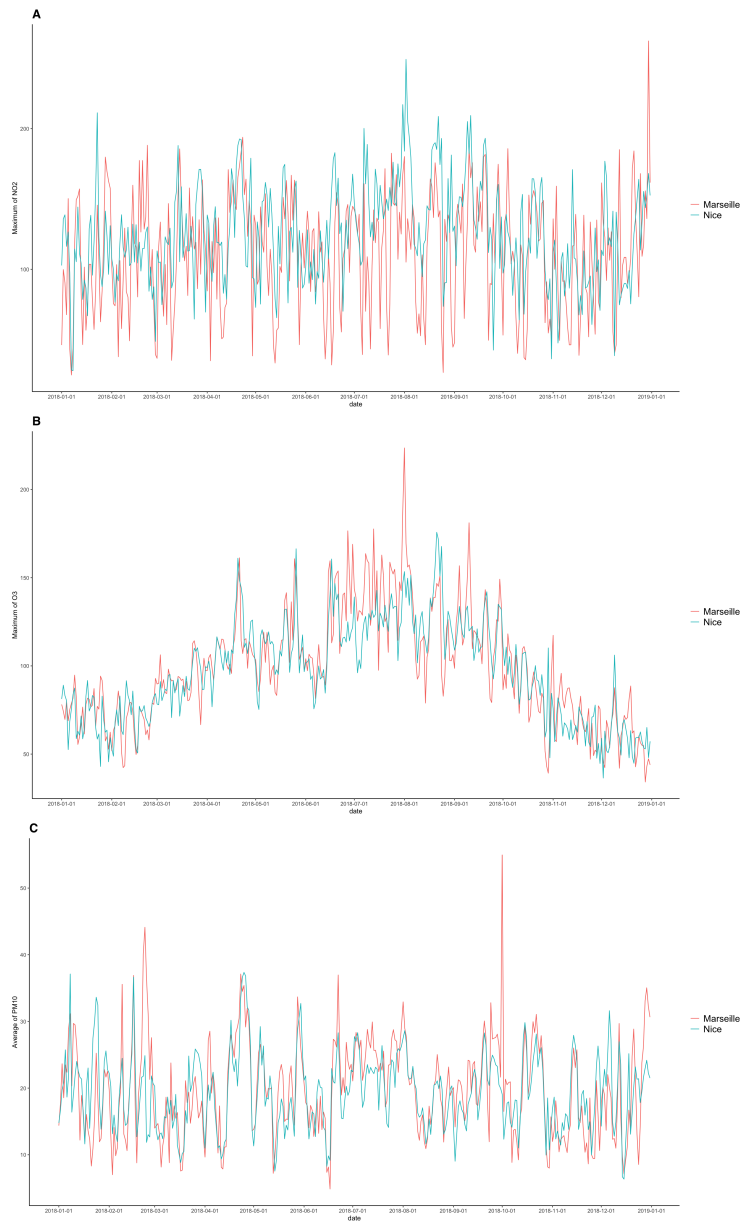 A
Maximum of NO2
200
100
2018-01-01 2018-02-01 2018-03-01 2018-04-01 2018-05-01 2018-06-01 2018-07-01 2018-08-01 2018-09-01 2018-10-01 2018-11-01 2018-12-01 2019-01-01
date
Marseille
Nice
B
Maximum of O3
200
150
100
50
2018-01-01 2018-02-01 2018-03-01 2018-04-01 2018-05-01 2018-06-01 2018-07-01 2018-08-01 2018-09-01 2018-10-01 2018-11-01 2018-12-01 2019-01-01
date
Marseille
Nice
C
Average of PM10
50
40
30
20
10
2018-01-01 2018-02-01 2018-03-01 2018-04-01 2018-05-01 2018-06-01 2018-07-01 2018-08-01 2018-09-01 2018-10-01 2018-11-01 2018-12-01 2019-01-01
date
Marseille
Nice